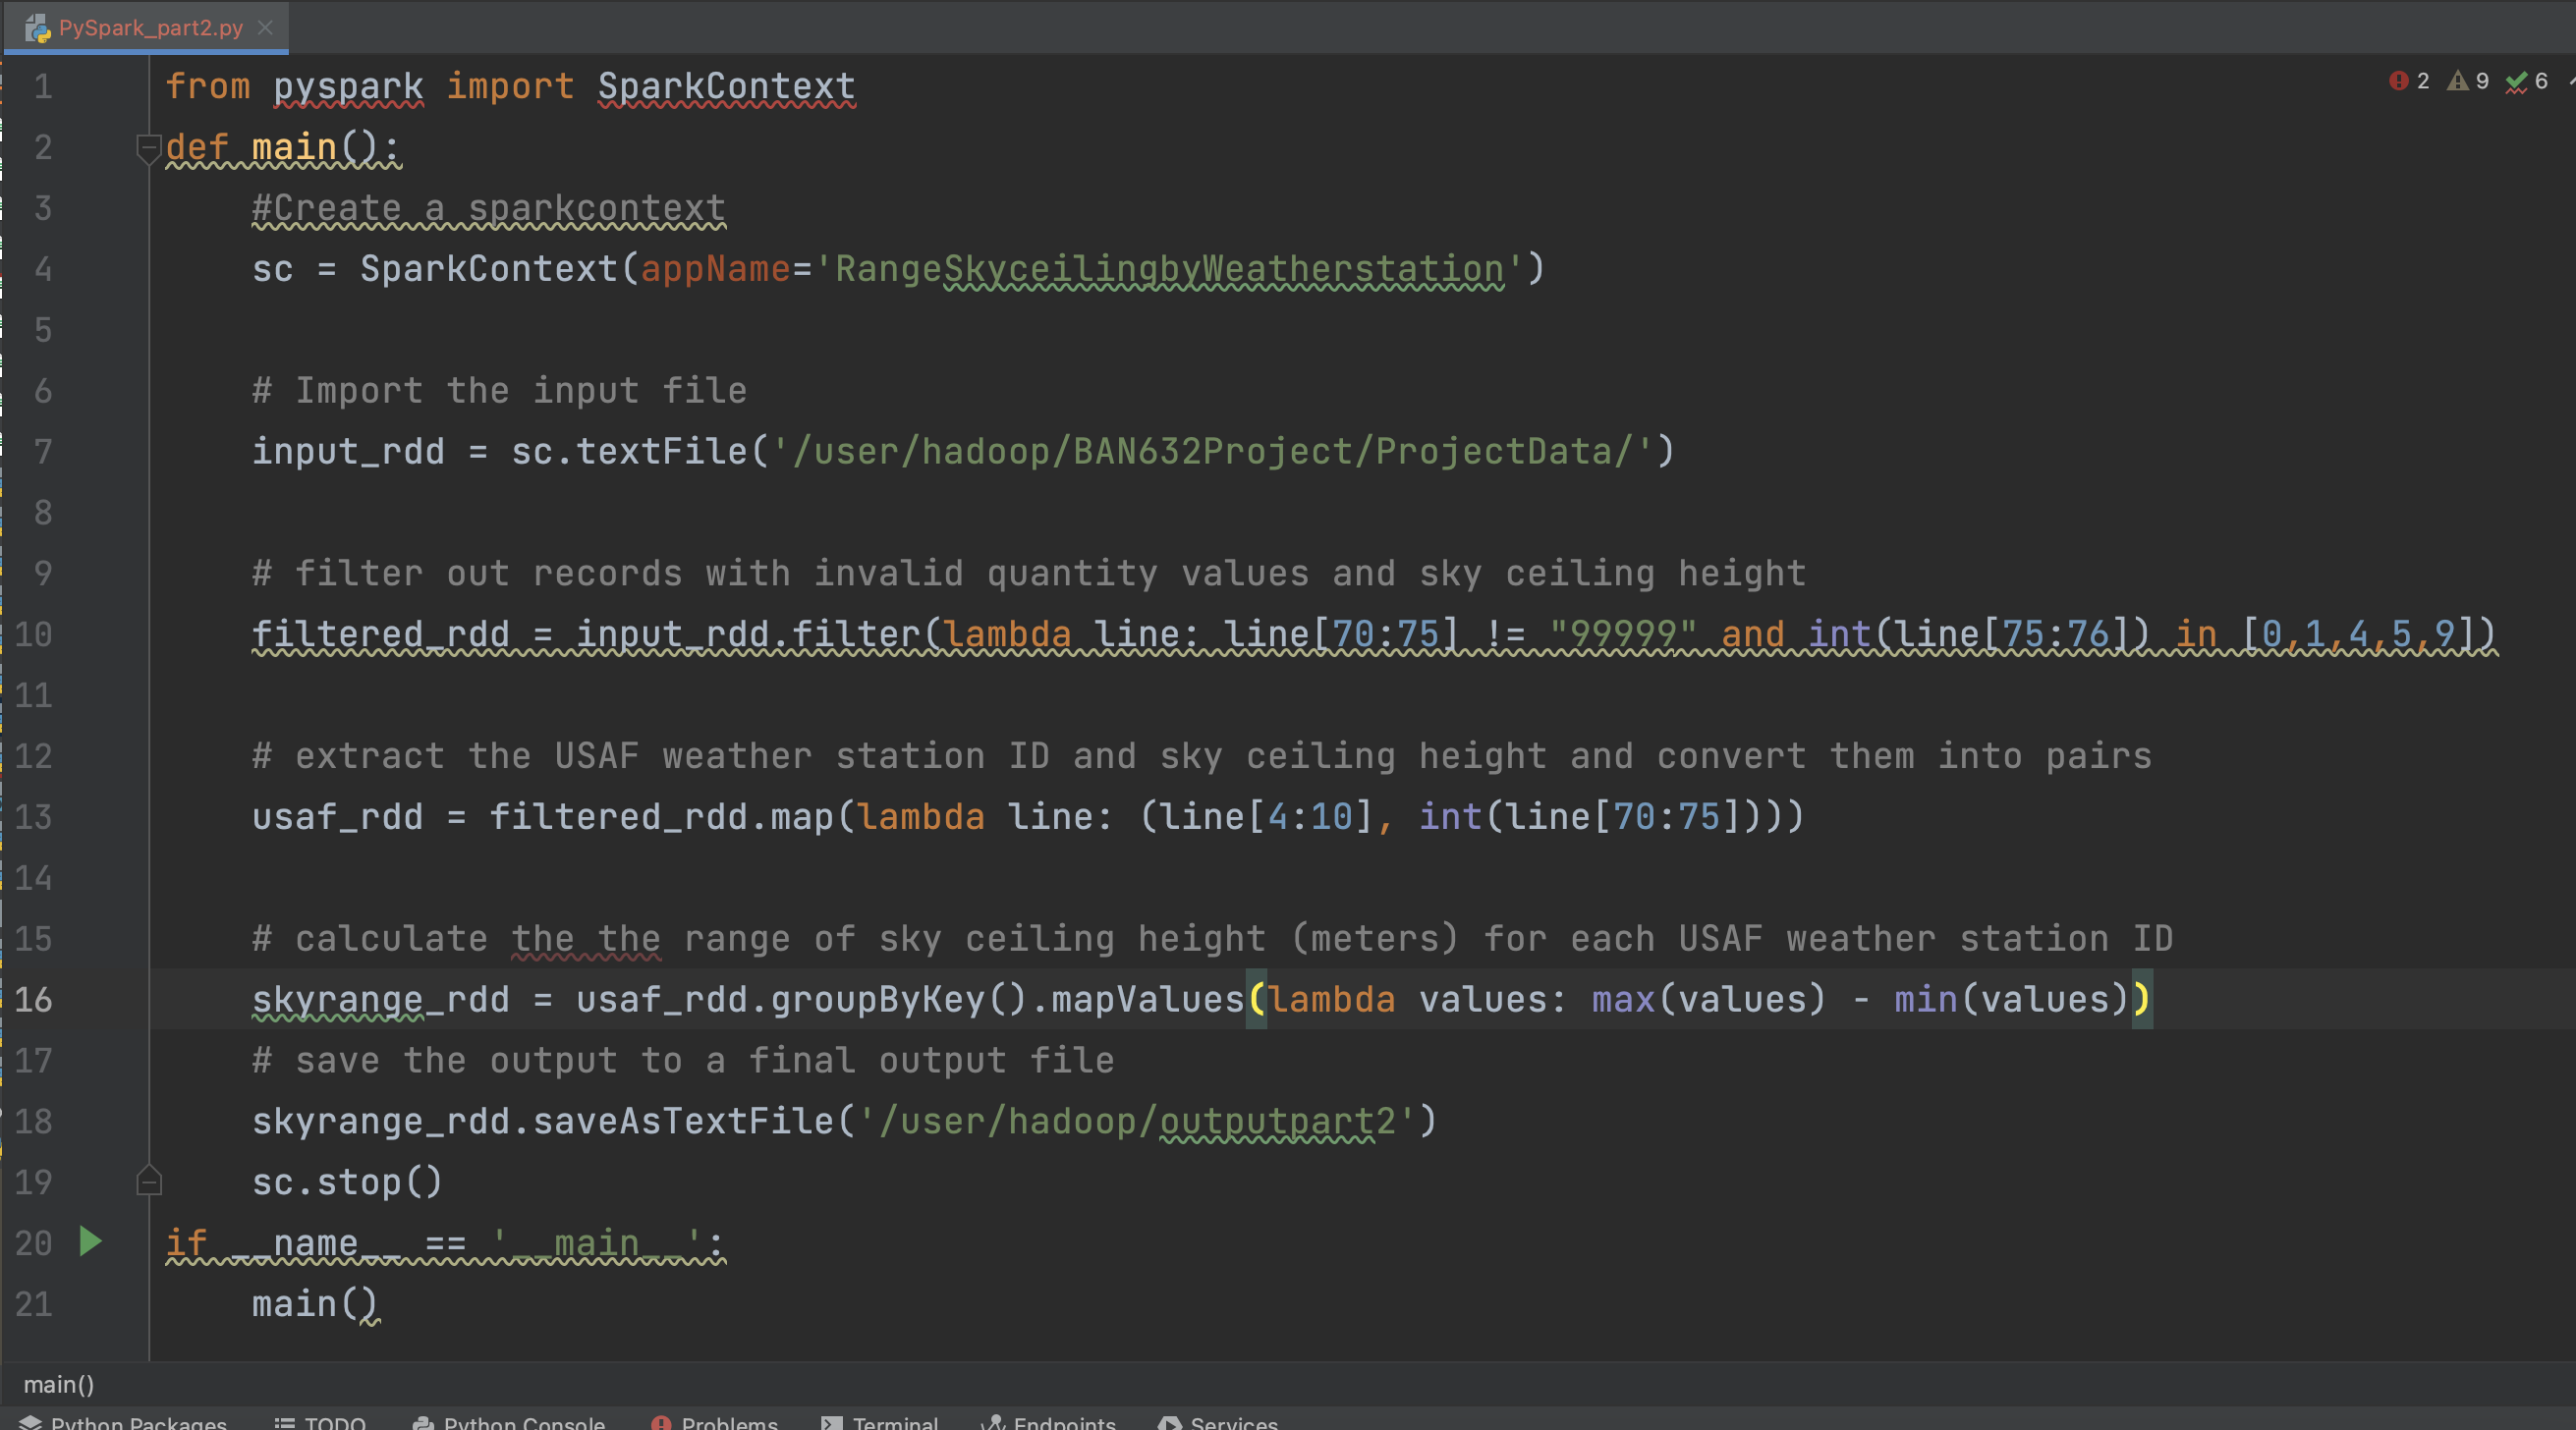 PySpark_part2.py
2 9 6
1 from pyspark import SparkContext
2 def main():
3 #Create a sparkcontext
4 sc = SparkContext(appName='RangeSkyceilingbyWeatherstation')
5
6 # Import the input file
7 input_rdd = sc.textFile('/user/hadoop/BAN632Project/ProjectData/')
8
9 # filter out records with invalid quantity values and sky ceiling height
10 filtered_rdd = input_rdd.filter(lambda line: line[70:75] != "99999" and int(line[75:76]) in [0,1,4,5,9])
11
12 # extract the USAF weather station ID and sky ceiling height and convert them into pairs
13 usaf_rdd = filtered_rdd.map(lambda line: (line[4:10], int(line[70:75])))
14
15 # calculate the the range of sky ceiling height (meters) for each USAF weather station ID
16 skyrange_rdd = usaf_rdd.groupByKey().mapValues(lambda values: max(values) - min(values))
17 # save the output to a final output file
18 skyrange_rdd.saveAsTextFile('/user/hadoop/outputpart2')
19 sc.stop()
20 if __name__ == '__main__':
21 main()
main()
Python Packages TODO Python Console Problems Terminal Endpoints Services